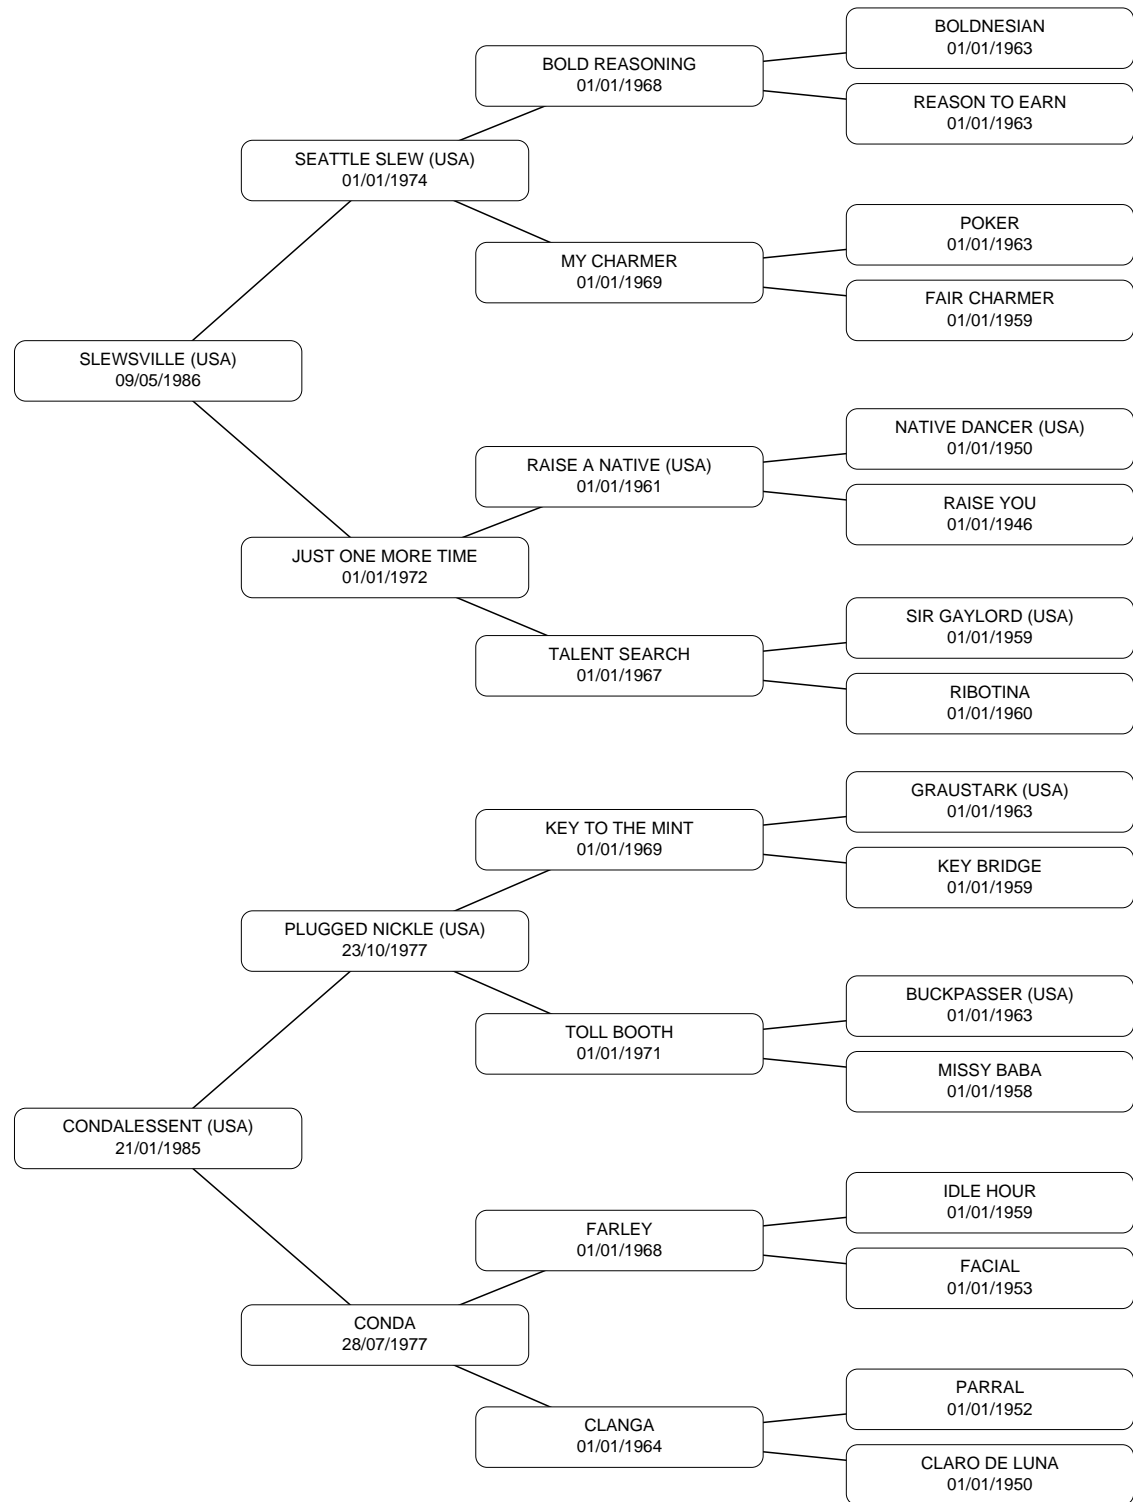 BOLDNESIAN
01/01/1963
BOLD REASONING
01/01/1968
REASON TO EARN
01/01/1963
SEATTLE SLEW (USA)
01/01/1974
POKER
01/01/1963
MY CHARMER
01/01/1969
FAIR CHARMER
01/01/1959
SLEWSVILLE (USA)
09/05/1986
NATIVE DANCER (USA)
01/01/1950
RAISE A NATIVE (USA)
01/01/1961
RAISE YOU
01/01/1946
JUST ONE MORE TIME
01/01/1972
SIR GAYLORD (USA)
01/01/1959
TALENT SEARCH
01/01/1967
RIBOTINA
01/01/1960
GRAUSTARK (USA)
01/01/1963
KEY TO THE MINT
01/01/1969
KEY BRIDGE
01/01/1959
PLUGGED NICKLE (USA)
23/10/1977
BUCKPASSER (USA)
01/01/1963
TOLL BOOTH
01/01/1971
MISSY BABA
01/01/1958
CONDALESSENT (USA)
21/01/1985
IDLE HOUR
01/01/1959
FARLEY
01/01/1968
FACIAL
01/01/1953
CONDA
28/07/1977
PARRAL
01/01/1952
CLANGA
01/01/1964
CLARO DE LUNA
01/01/1950